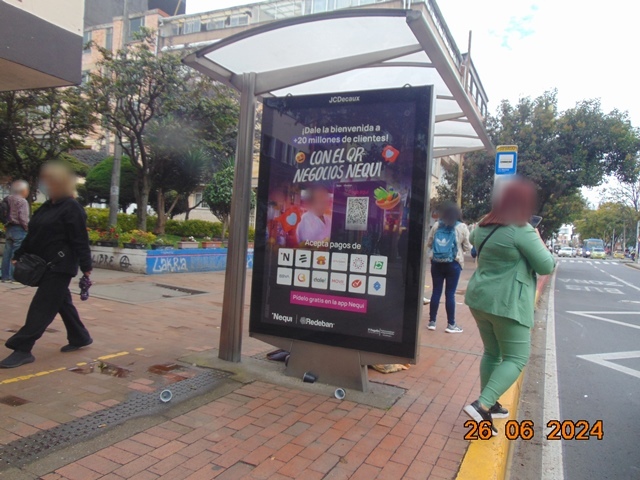 JCDecaux
¡Dale la bienvenida a
+20 millones de clientes!
CON EL QR
NEGOCIOS NEQUI
Acepta pagos de
Pídelo gratis en la app Nequi
Nequi
Redeban
26 06 2024